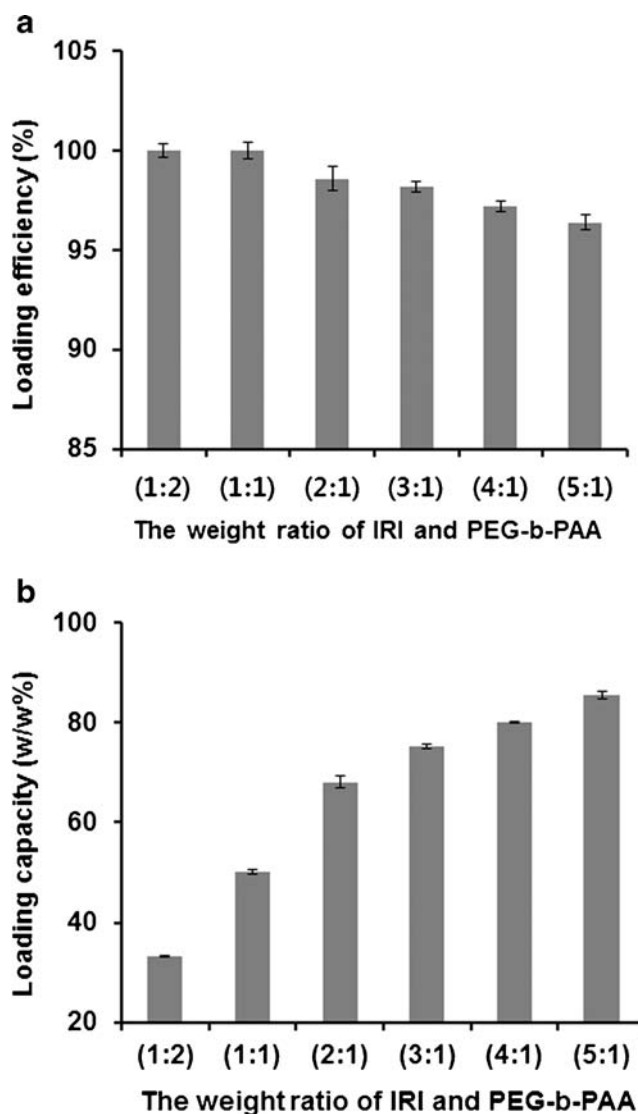 a
Loading efficiency (%)
105
100
95
90
85
(1:2) (1:1) (2:1) (3:1) (4:1) (5:1)
The weight ratio of IRI and PEG-b-PAA
b
Loading capacity (w/w%)
100
80
60
40
20
(1:2) (1:1) (2:1) (3:1) (4:1) (5:1)
The weight ratio of IRI and PEG-b-PAA